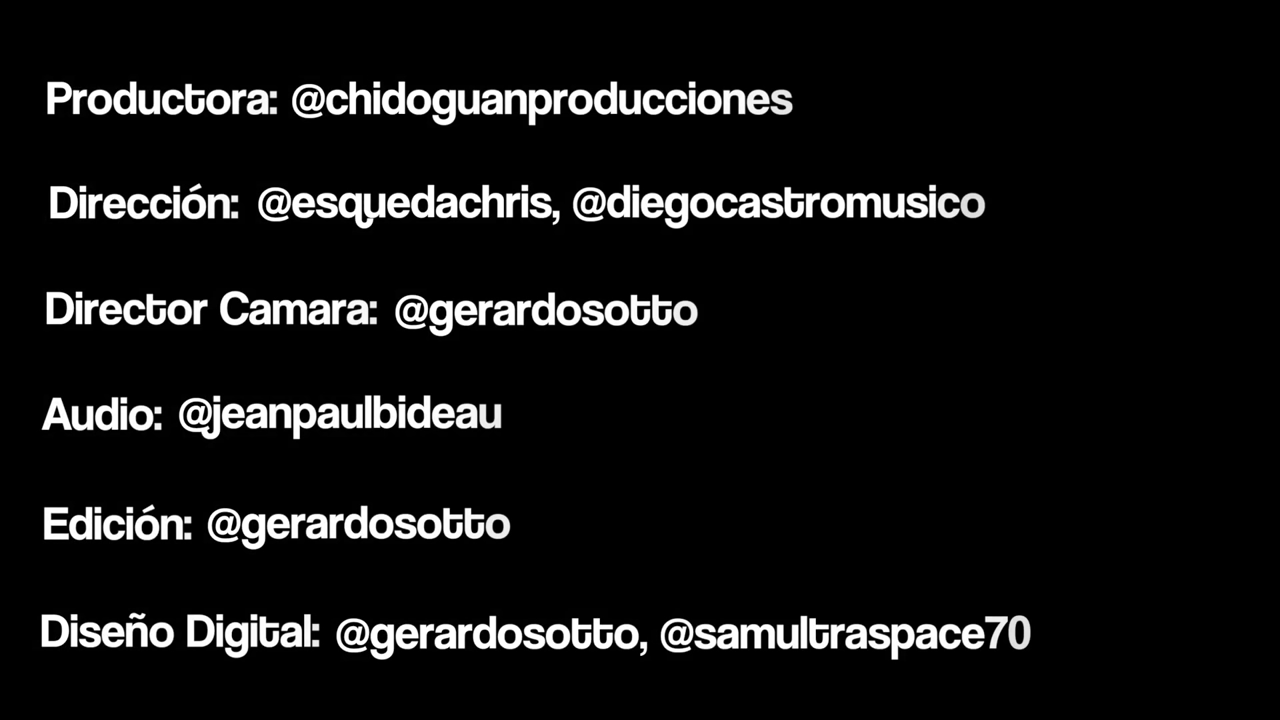 Productora: @chidoguanproducciones
Dirección: @esquedachris, @diegocastromusico
Director Camara: @gerardosotto
Audio: @jeanpaulbideau
Edición: @gerardosotto
Diseño Digital: @gerardosotto, @samultraspace70